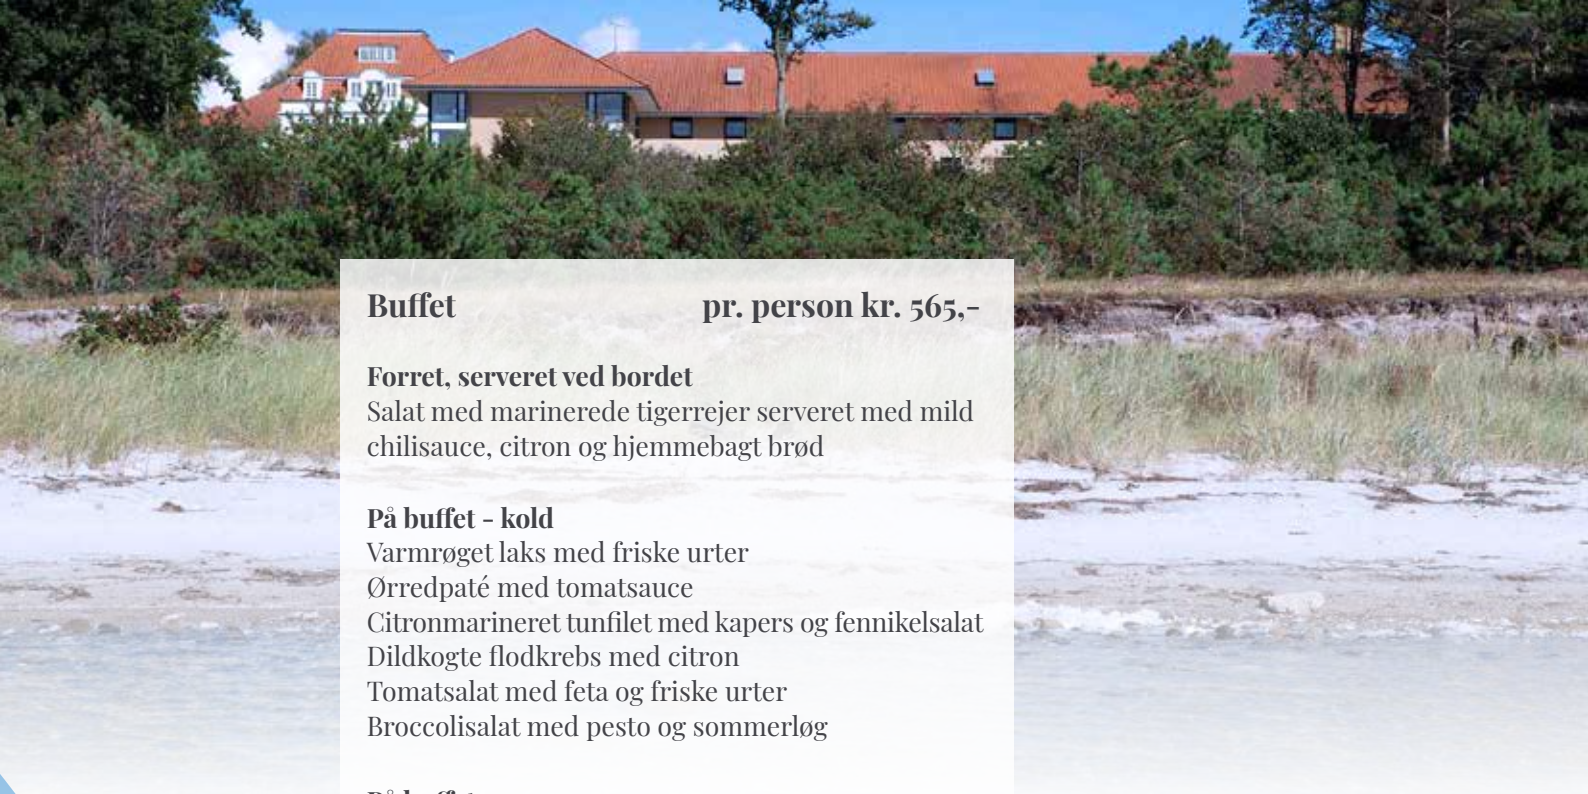 Buffet pr. person kr. 565,-
Forret, serveret ved bordet
Salat med marinerede tigerrejer serveret med mild
chilisauce, citron og hjemmebagt brød
På buffet - kold
Varmrøget laks med friske urter
Ørredpaté med tomatsauce
Citronmarineret tunfilet med kapers og fennikelsalat
Dildkogte flodkrebs med citron
Tomatsalat med feta og friske urter
Broccolisalat med pesto og sommerløg